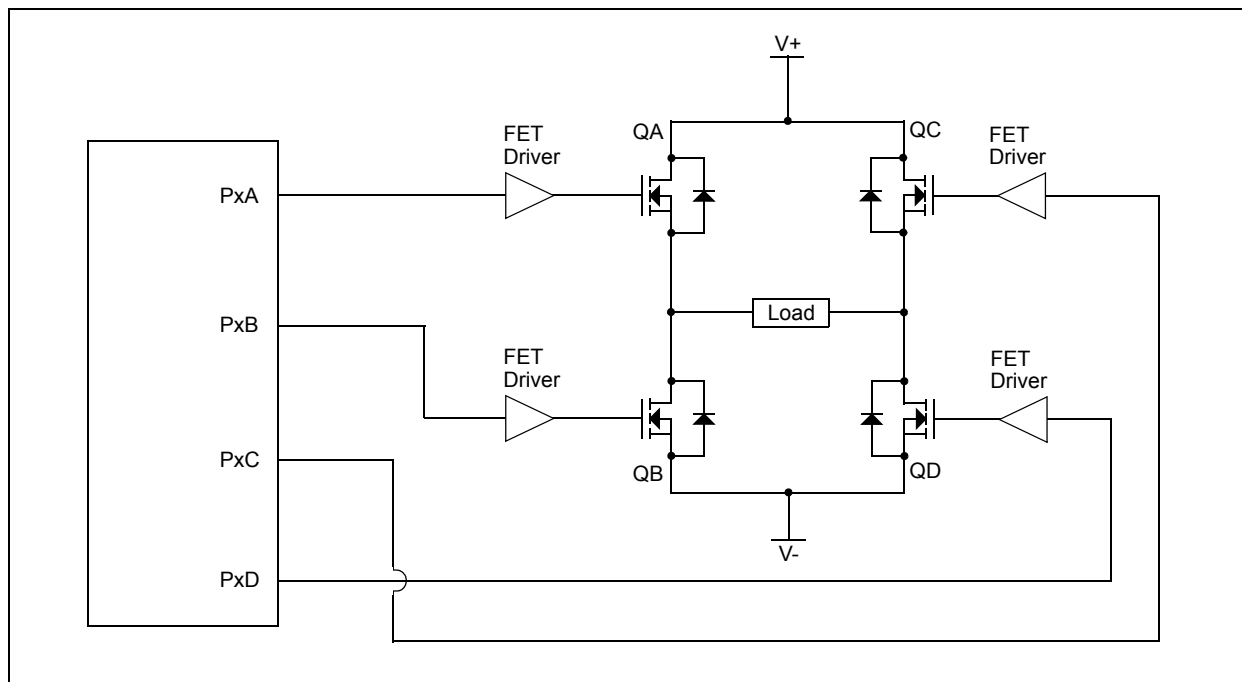 V+
FET
Driver
QA
QC
FET
Driver
PxA
PxB
Load
FET
Driver
FET
Driver
PxC
QB
QD
V-
PxD